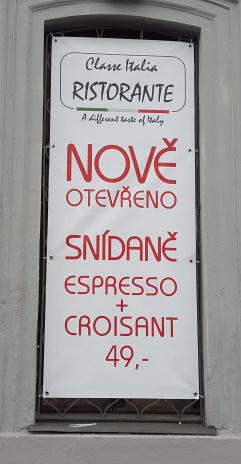 Classe Italia
RISTORANTE
A different taste of Italy
NOVĚ
OTEVŘENO
SNÍDANĚ
ESPRESSO
+
CROISANT
49,-